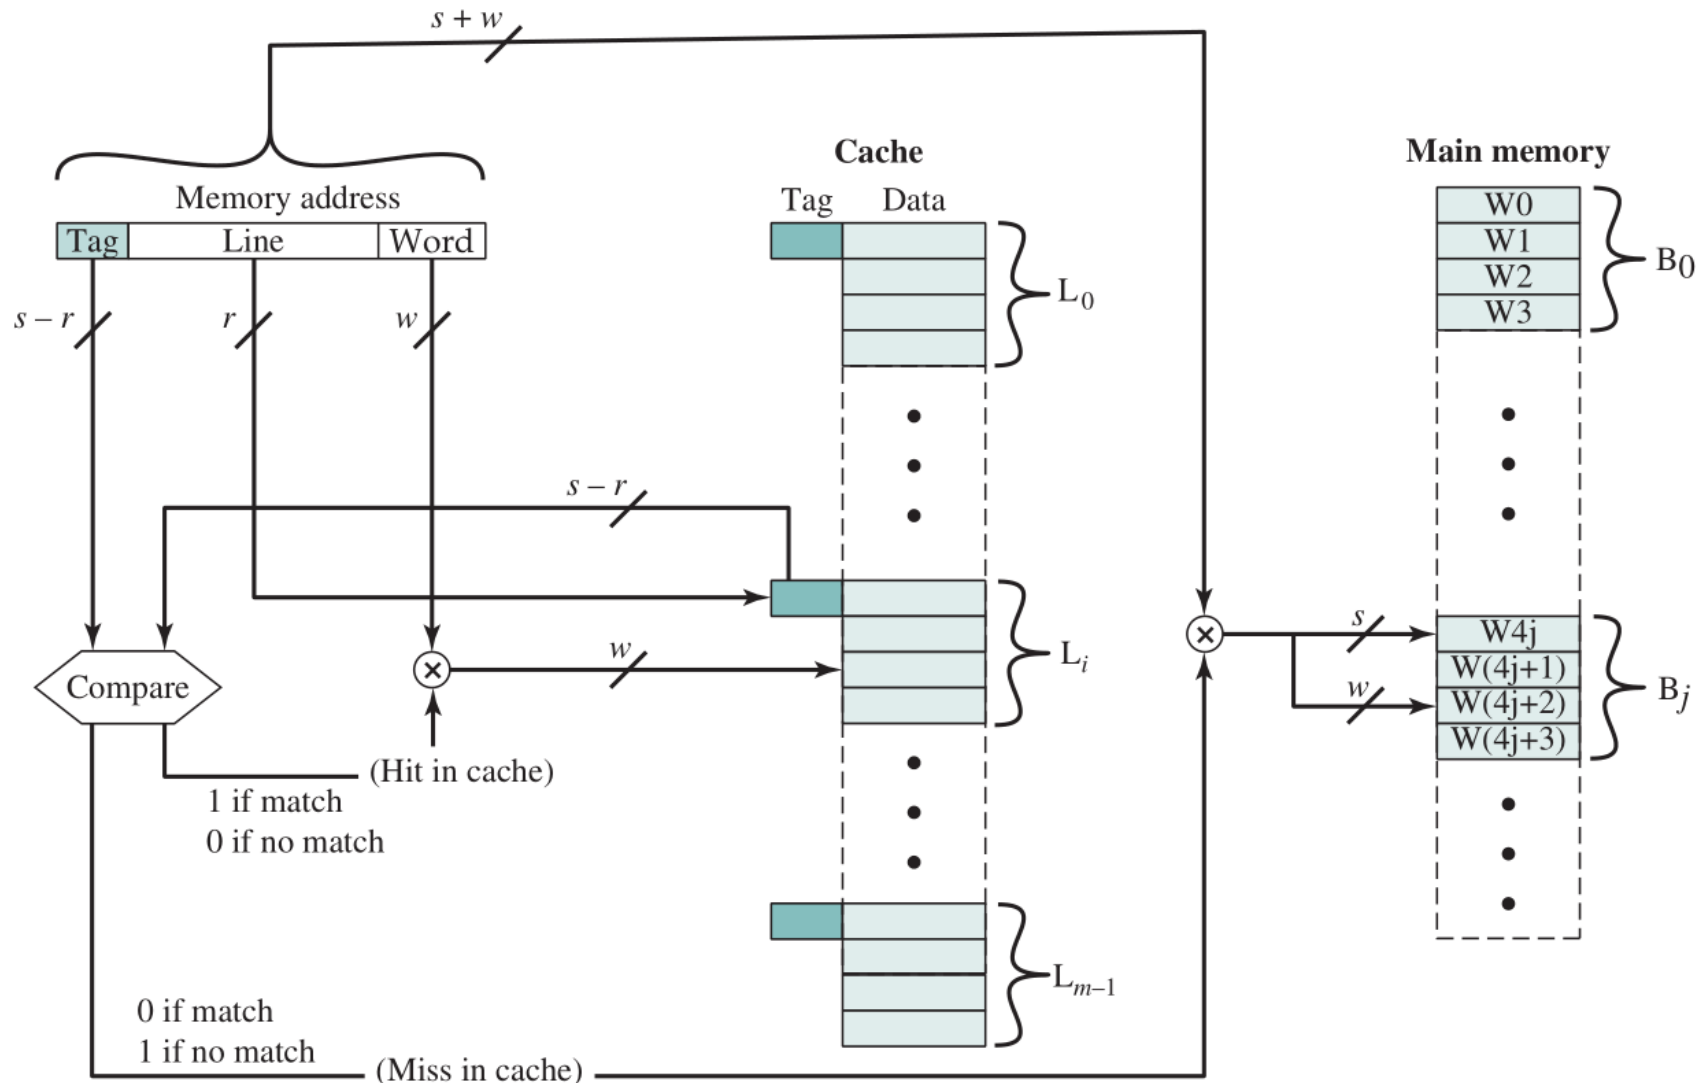 s + w
Cache
Main memory
Memory address
Tag Data
Tag Line Word
W0
W1
W2
W3
B0
L0
s – r
r
w
s – r
Li
w
Compare
s
w
W4j
W(4j+1)
W(4j+2)
W(4j+3)
Bj
(Hit in cache)
1 if match
0 if no match
Lm–1
0 if match
1 if no match
(Miss in cache)